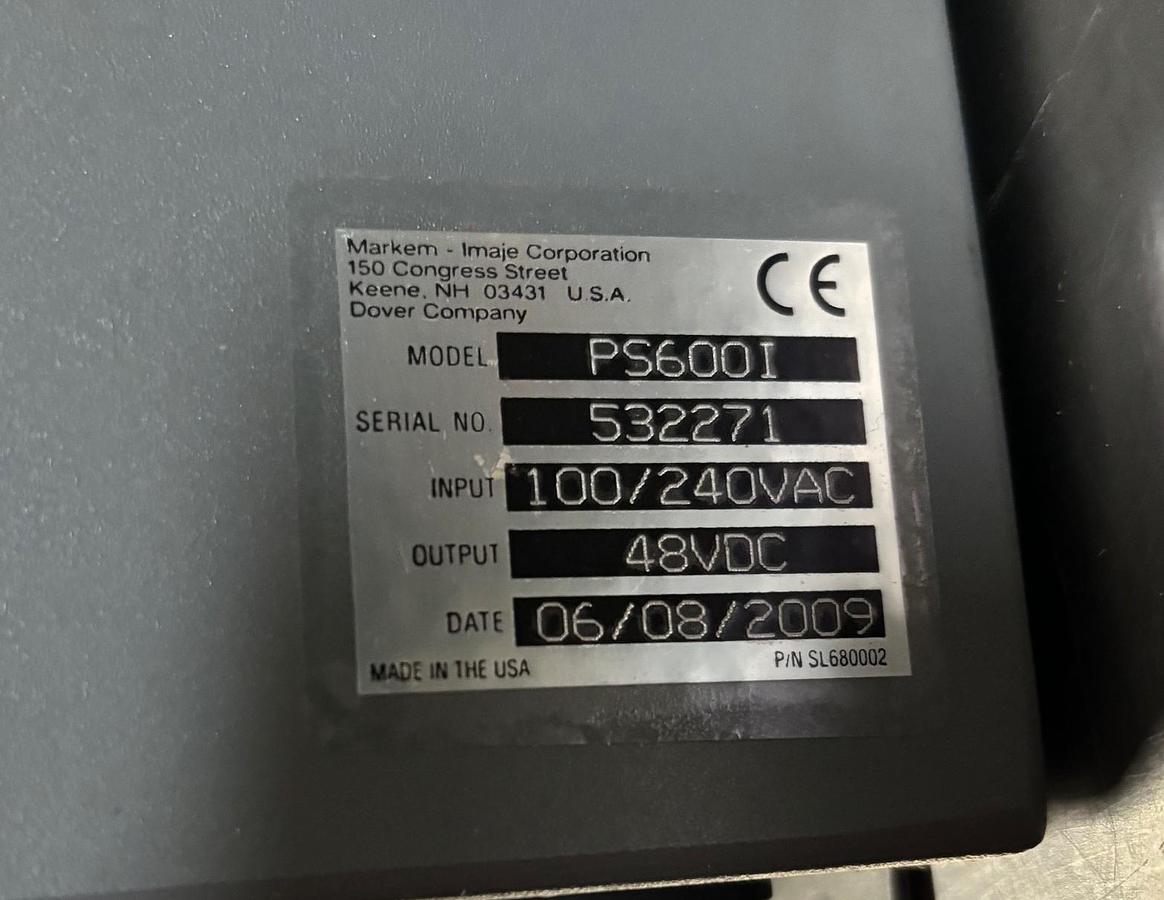 Markem - Imaje Corporation
150 Congress Street
Keene, NH 03431 U.S.A.
Dover Company
CE
MODEL PS600I
SERIAL NO. 532271
INPUT 100/240VAC
OUTPUT 48VDC
DATE 06/08/2009
MADE IN THE USA P/N SL680002